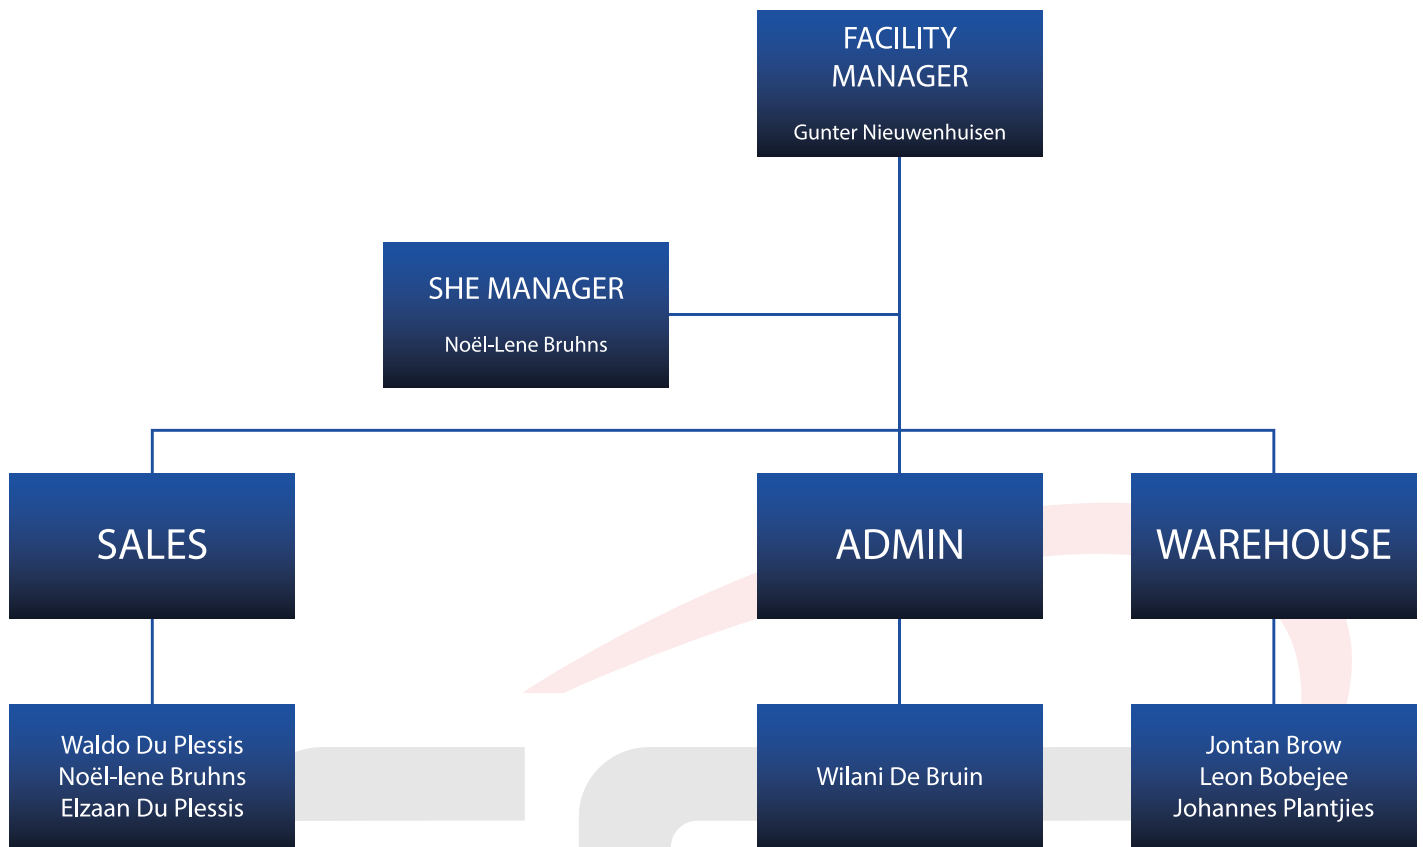 FACILITY
MANAGER
Gunter Nieuwenhuisen
SHE MANAGER
Noël-Lene Bruhns
SALES
ADMIN
WAREHOUSE
Waldo Du Plessis
Noël-lene Bruhns
Elzaan Du Plessis
Wilani De Bruin
Jontan Brow
Leon Bobejee
Johannes Plantjies